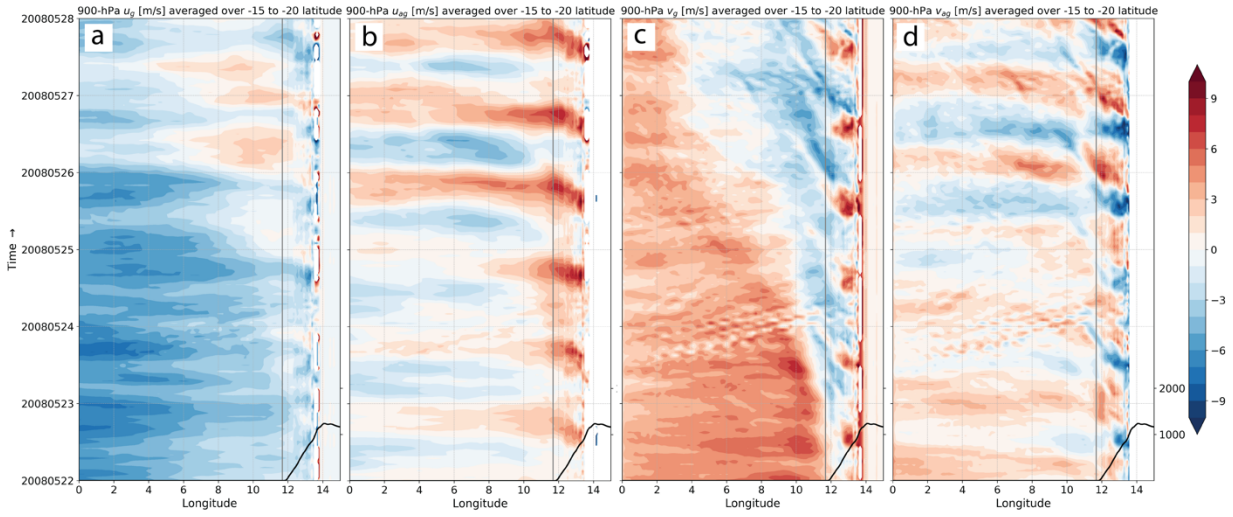 900-hPa u_g [m/s] averaged over -15 to -20 latitude
900-hPa u_ag [m/s] averaged over -15 to -20 latitude
900-hPa v_g [m/s] averaged over -15 to -20 latitude
900-hPa v_ag [m/s] averaged over -15 to -20 latitude
a
b
c
d
20080528
20080527
20080526
20080525
20080524
20080523
20080522
Time →
0 2 4 6 8 10 12 14
0 2 4 6 8 10 12 14
0 2 4 6 8 10 12 14
0 2 4 6 8 10 12 14
Longitude
Longitude
Longitude
Longitude
2000
1000
9
6
3
0
−3
−6
−9